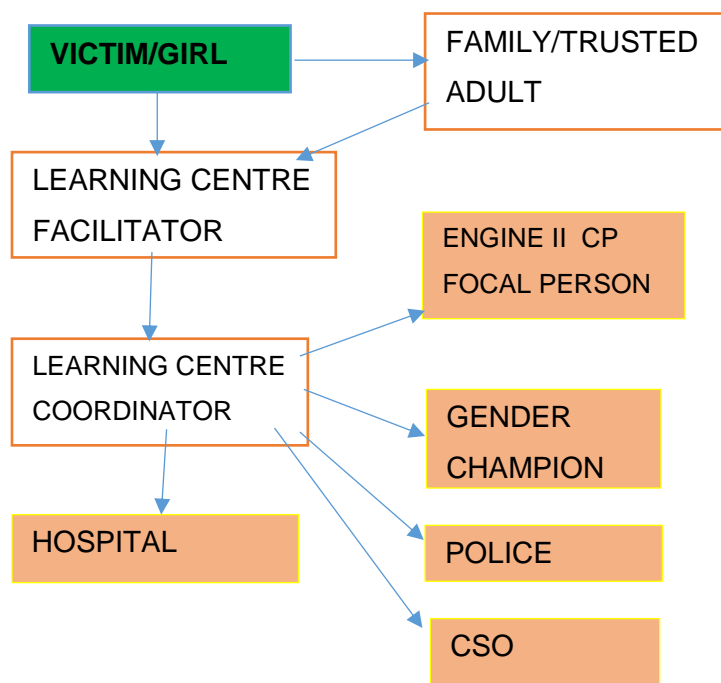 VICTIM/GIRL
FAMILY/TRUSTED
ADULT
LEARNING CENTRE
FACILITATOR
ENGINE II CP
FOCAL PERSON
LEARNING CENTRE
COORDINATOR
GENDER
CHAMPION
HOSPITAL
POLICE
CSO